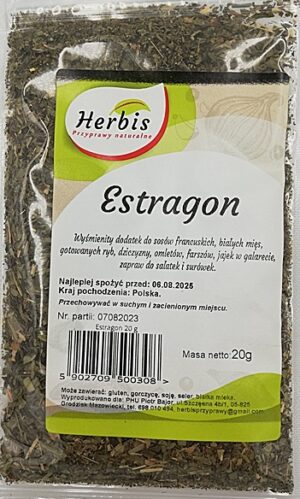 Herbis
Przyprawy naturalne
Estragon
Wyśmienity dodatek do sosów francuskich, białych mięs,
gotowanych ryb, dziczyzny, omletów, farszów, jajek w galarecie,
zapraw do sałatek i surówek.
Najlepiej spożyć przed: 06.08.2025
Kraj pochodzenia: Polska.
Przechowywać w suchym i zacienionym miejscu.
Nr. partii: 07082023
Estragon 20 g
Masa netto: 20g
5 902709 500308 >
Może zawierać: gluten, gorczycę, soję, seler, białka mleka.
Wyprodukowano dla: PHU Piotr Bajor, ul.Szczęsna 4b/1, 05-825
Grodzisk Mazowiecki, tel. 698 010 494, herbisprzyprawy@gmail.com